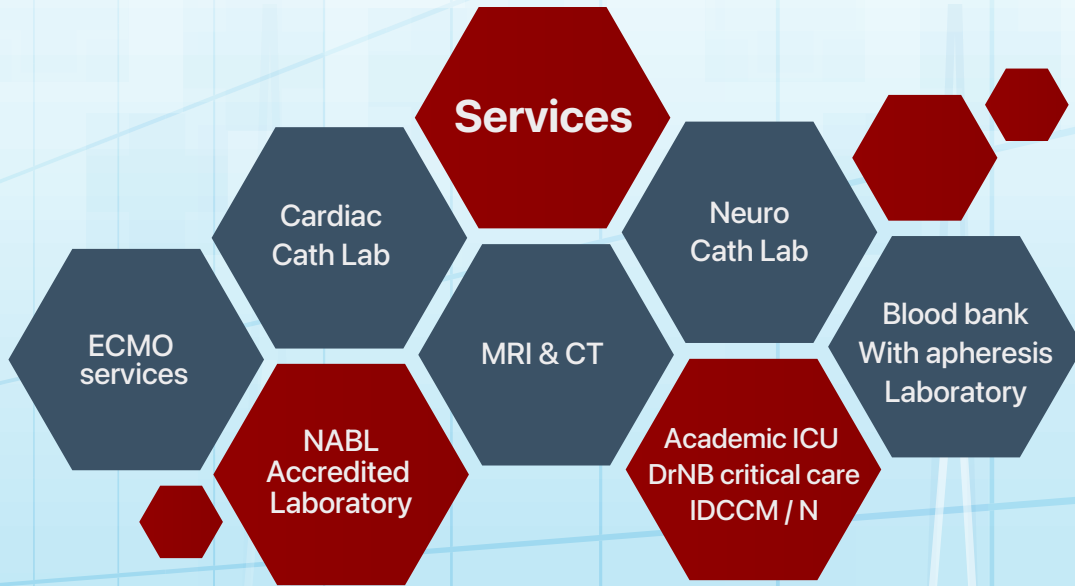 Services
Cardiac
Cath Lab
Neuro
Cath Lab
ECMO
services
MRI & CT
Blood bank
With apheresis
Laboratory
NABL
Accredited
Laboratory
Academic ICU
DrNB critical care
IDCCM / N